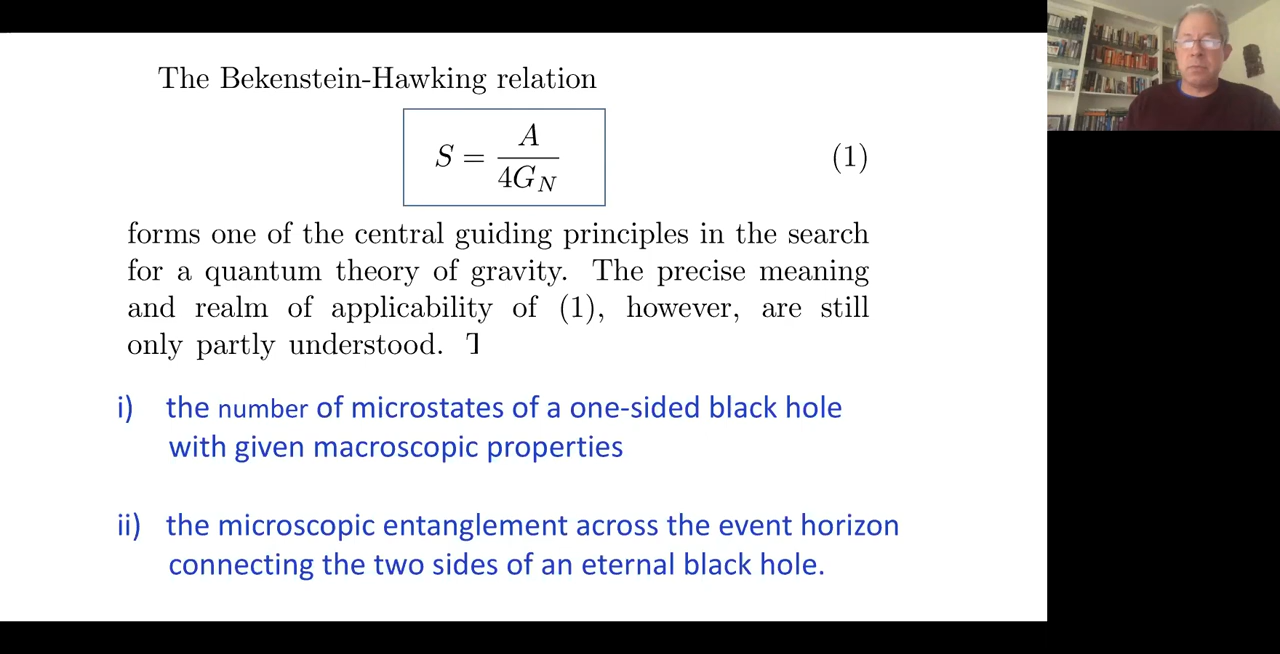 The Bekenstein-Hawking relation
S = A / 4G_N (1)
forms one of the central guiding principles in the search
for a quantum theory of gravity. The precise meaning
and realm of applicability of (1), however, are still
only partly understood.
i) the number of microstates of a one-sided black hole
with given macroscopic properties
ii) the microscopic entanglement across the event horizon
connecting the two sides of an eternal black hole.